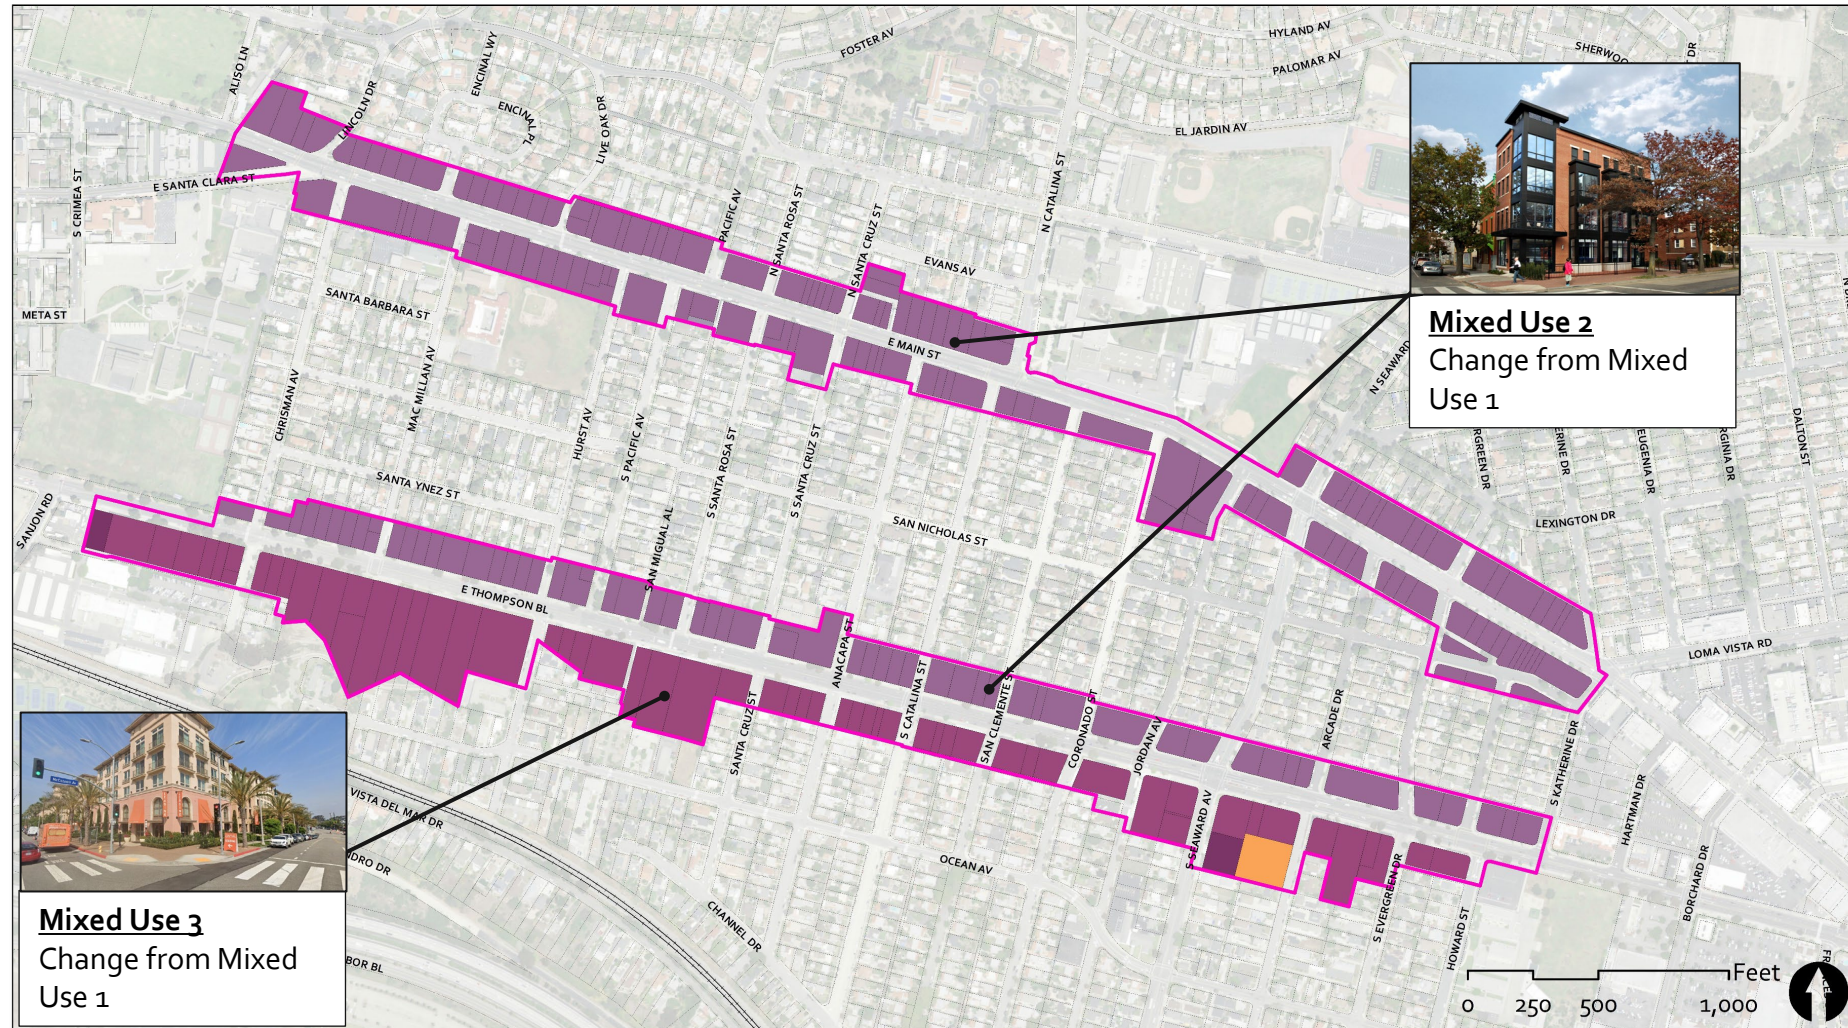 ALISO LN
LINCOLN DR
ENCINAL WY
ENCINAL PL
LIVE OAK DR
FOSTER AV
HYLAND AV
PALOMAR AV
EL JARDIN AV
S CRIMEA ST
E SANTA CLARA ST
META ST
PACIFIC AV
N SANTA ROSA ST
N SANTA CRUZ ST
N CATALINA ST
EVANS AV
E MAIN ST
SANTA BARBARA ST
MAC MILLAN AV
CHRISMAN AV
HURST AV
S PACIFIC AV
S SANTA ROSA ST
S SANTA CRUZ ST
SANTA YNEZ ST
SAN NICHOLAS ST
SANJON RD
SAN MIGUAL AL
E THOMPSON BL
ANACAPA ST
S CATALINA ST
SAN CLEMENTE ST
CORONADO ST
JORDAN AV
SANTA CRUZ ST
S SEAWARD AV
ARCADE DR
S EVERGREEN DR
HOWARD ST
S KATHERINE DR
HARTMAN DR
BORCHARD DR
LOMA VISTA RD
LEXINGTON DR
DALTON ST
EUGENIA DR
N SEAWARD
OCEAN AV
CHANNEL DR
VISTA DEL MAR DR
Mixed Use 2
Change from Mixed
Use 1
Mixed Use 3
Change from Mixed
Use 1
Feet
0 250 500 1,000